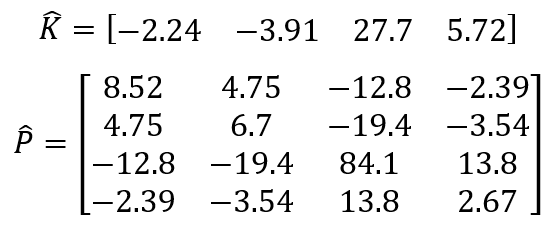 K̂ = [−2.24 −3.91 27.7 5.72]
P̂ =
8.52 4.75 −12.8 −2.39
4.75 6.7 −19.4 −3.54
−12.8 −19.4 84.1 13.8
−2.39 −3.54 13.8 2.67